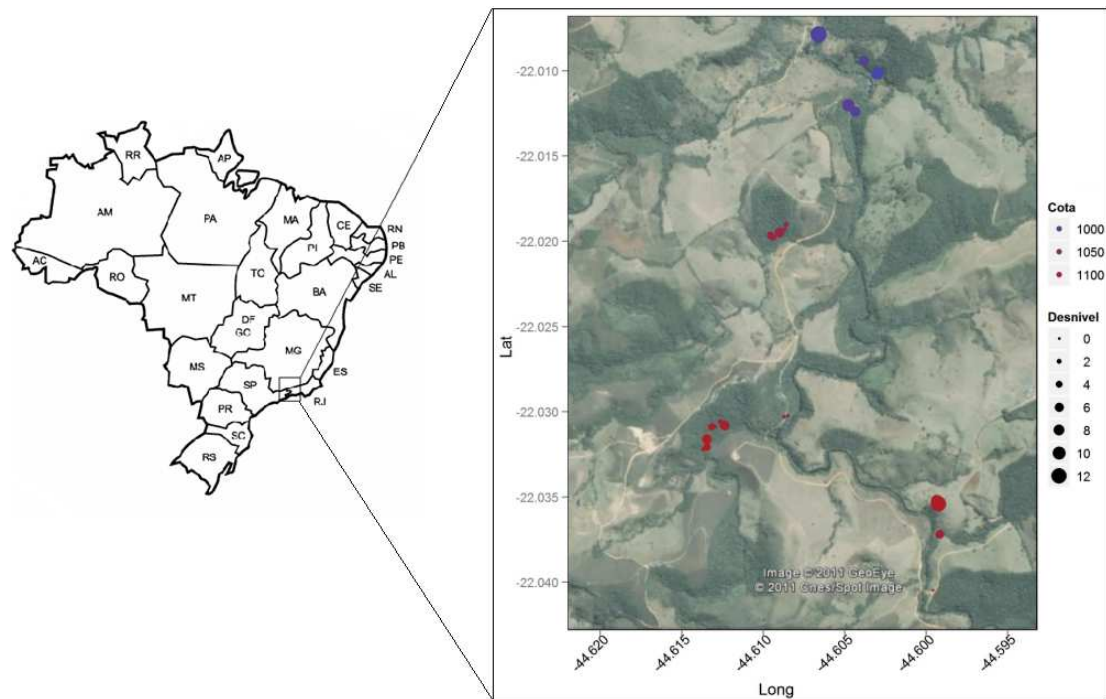 RR
AP
AM
PA
MA
CE
RN
PB
PE
AL
SE
PI
AC
RO
TC
BA
MT
DF
GC
MG
ES
MS
SP
RJ
PR
SC
RS
-22.010
-22.015
-22.020
-22.025
-22.030
-22.035
-22.040
Lat
Image © 2011 GeoEye
© 2011 Cnes/Spot Image
-44.620
-44.615
-44.610
-44.605
-44.600
-44.595
Long
Cota
1000
1050
1100
Desnivel
0
2
4
6
8
10
12